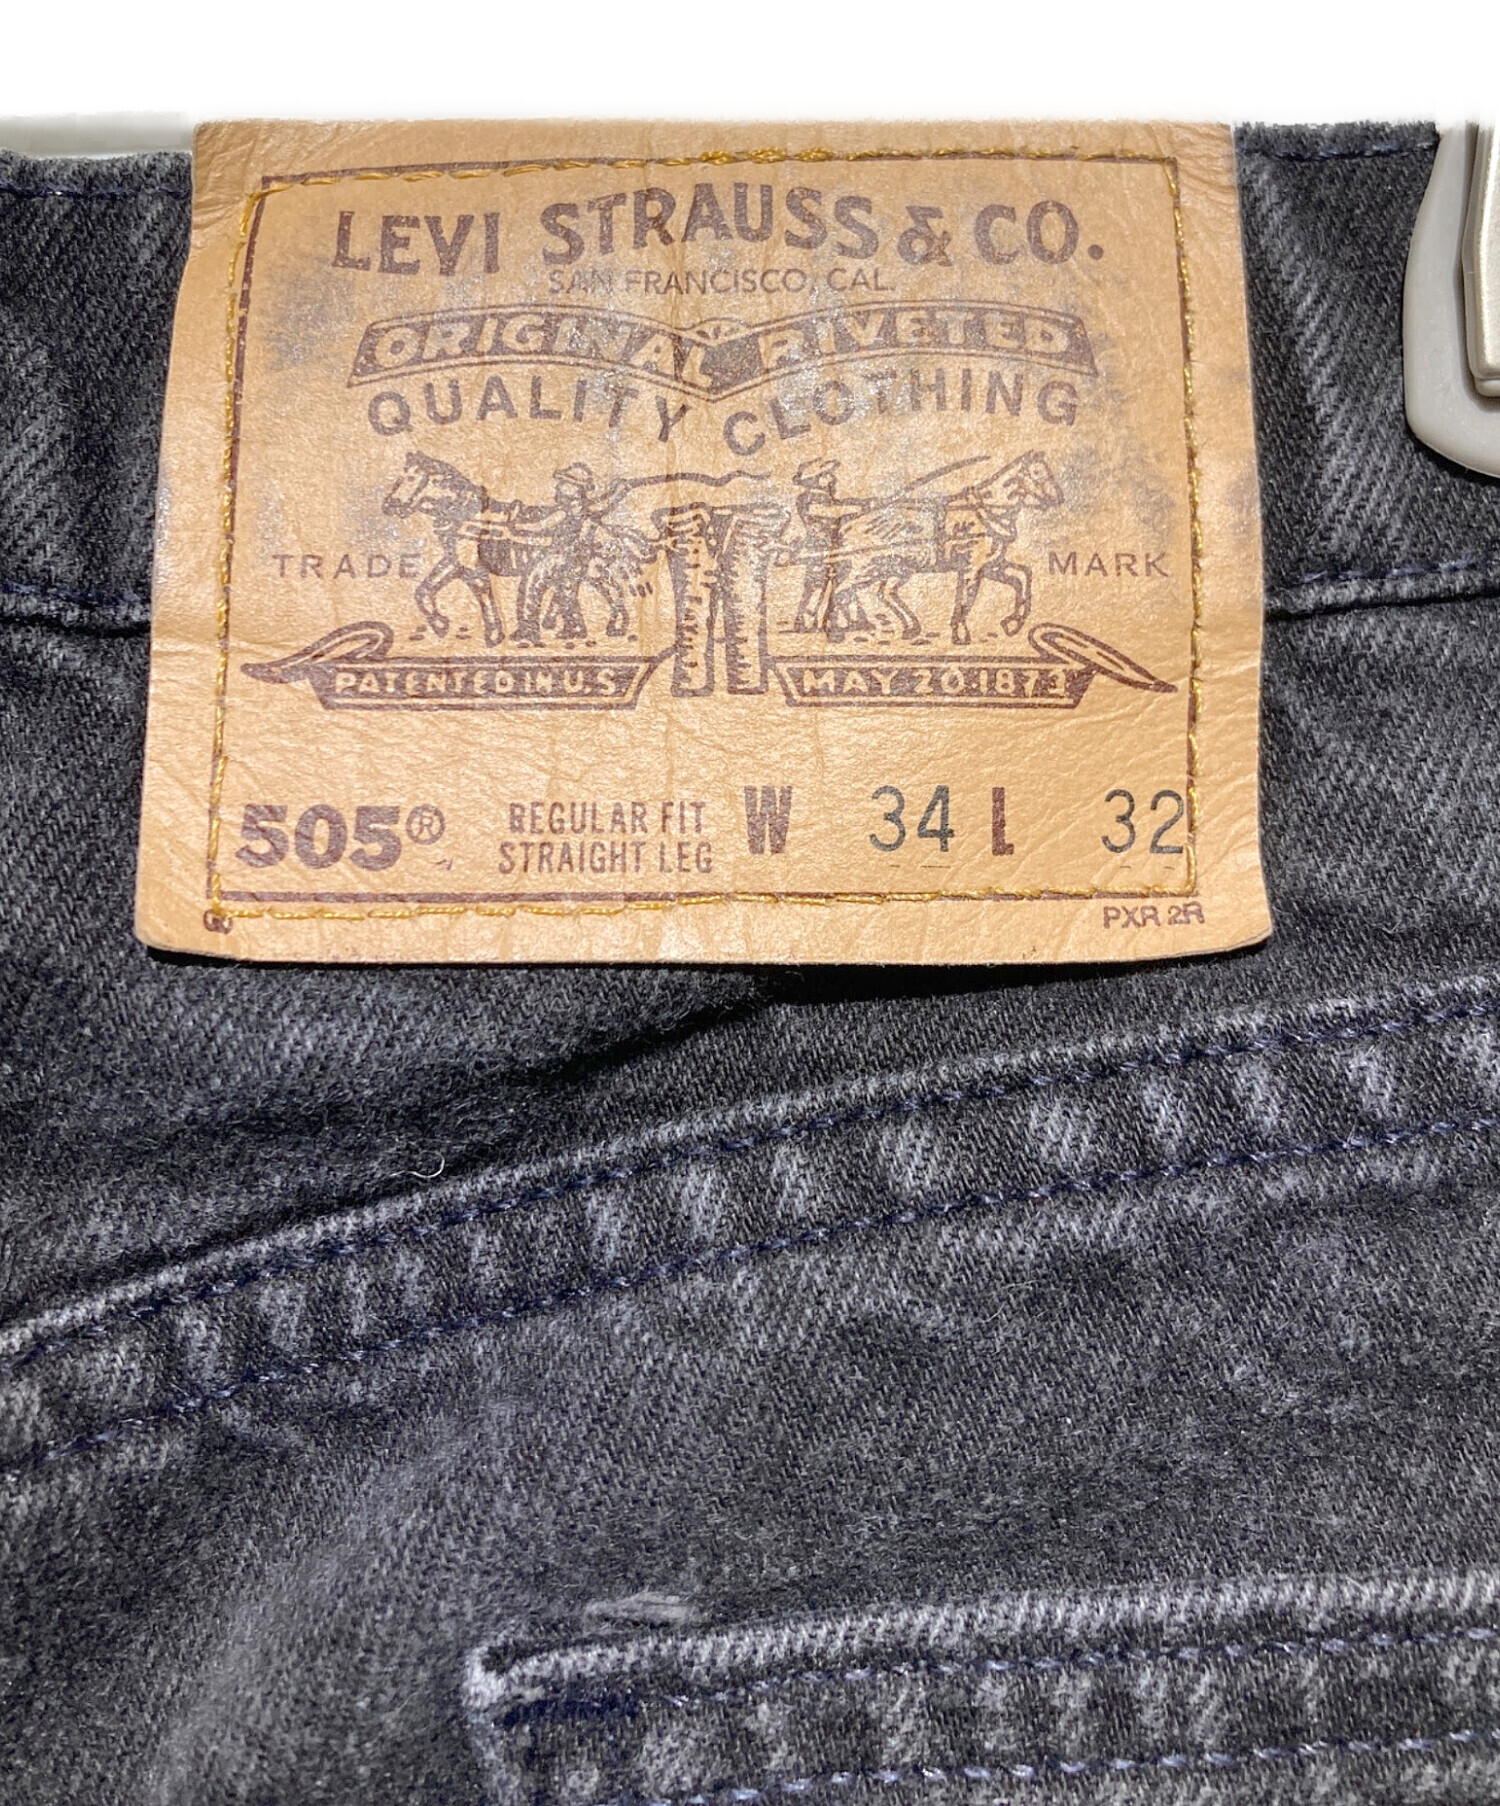 LEVI STRAUSS & CO.
SAN FRANCISCO, CAL.
ORIGINAL RIVETED
QUALITY CLOTHING
TRADE MARK
PATENTED IN U.S MAY 20 1873
505® REGULAR FIT W 34 L 32
STRAIGHT LEG
PXR 2R